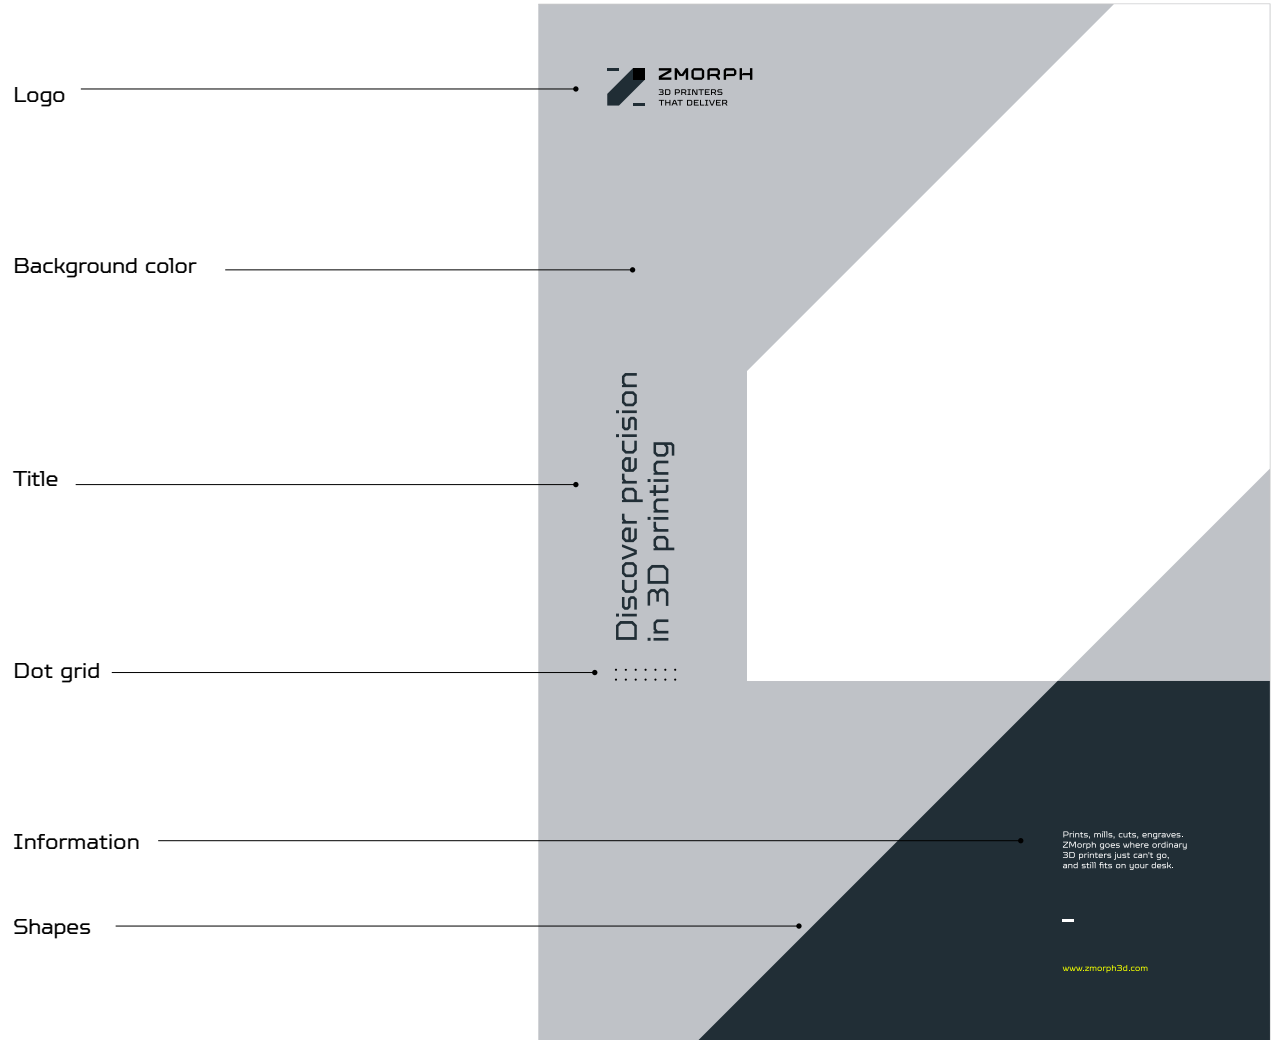 ZMORPH
3D PRINTERS
THAT DELIVER
Logo
Background color
Discover precision
in 3D printing
Title
Dot grid
Information
Prints, mills, cuts, engraves.
ZMorph goes where ordinary
3D printers just can't go,
and still fits on your desk.
Shapes
www.zmorph3d.com